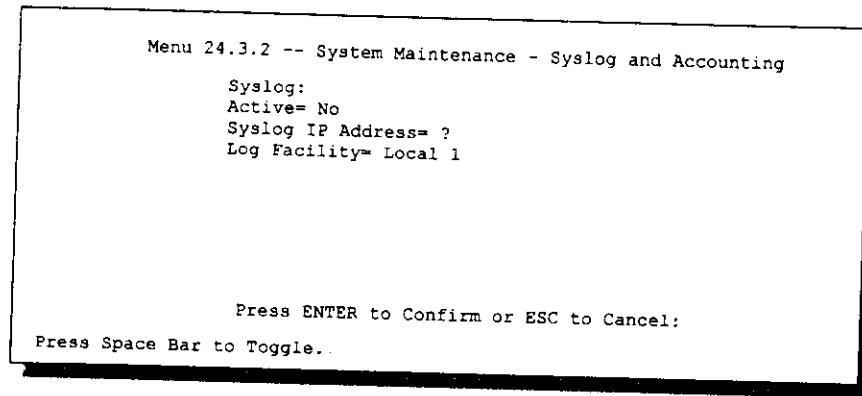 Menu 24.3.2 -- System Maintenance - Syslog and Accounting
Syslog:
Active= No
Syslog IP Address= ?
Log Facility= Local 1
Press ENTER to Confirm or ESC to Cancel:
Press Space Bar to Toggle.